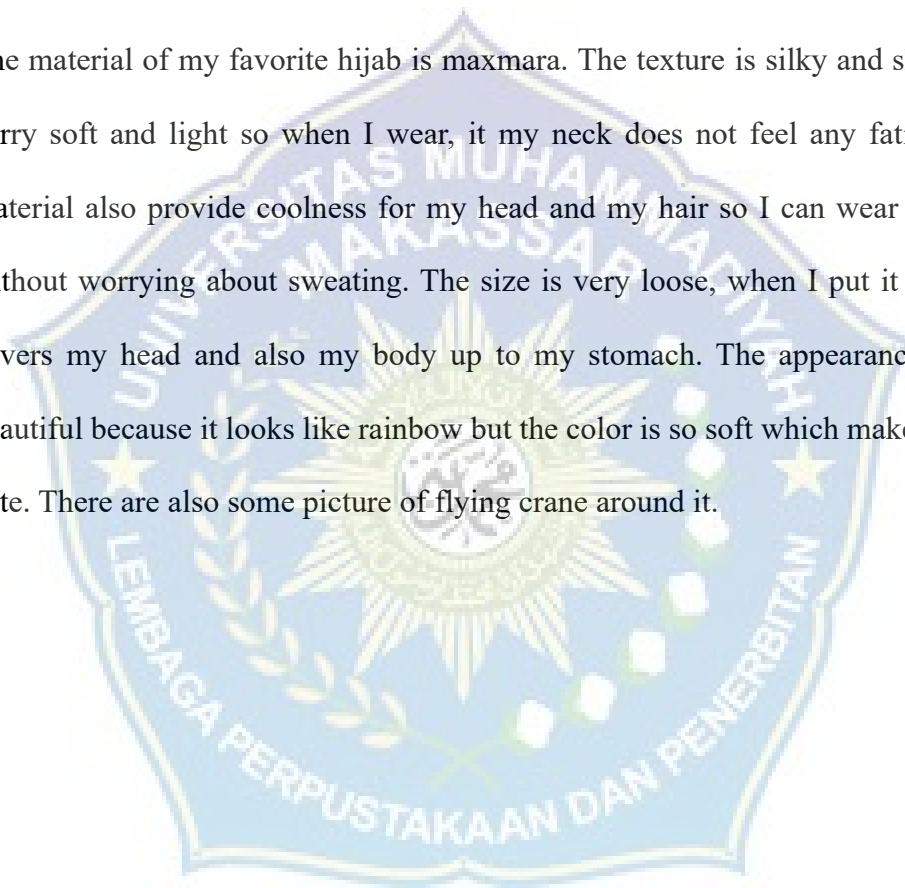 he material of my favorite hijab is maxmara. The texture is silky and s
rry soft and light so when I wear, it my neck does not feel any fati
aterial also provide coolness for my head and my hair so I can wear
thout worrying about sweating. The size is very loose, when I put it
vers my head and also my body up to my stomach. The appearanc
autiful because it looks like rainbow but the color is so soft which make
te. There are also some picture of flying crane around it.
UNIVERSITAS MUHAMMADIYAH
MAKASSAR
LEMBAGA PERPUSTAKAAN DAN PENERBITAN